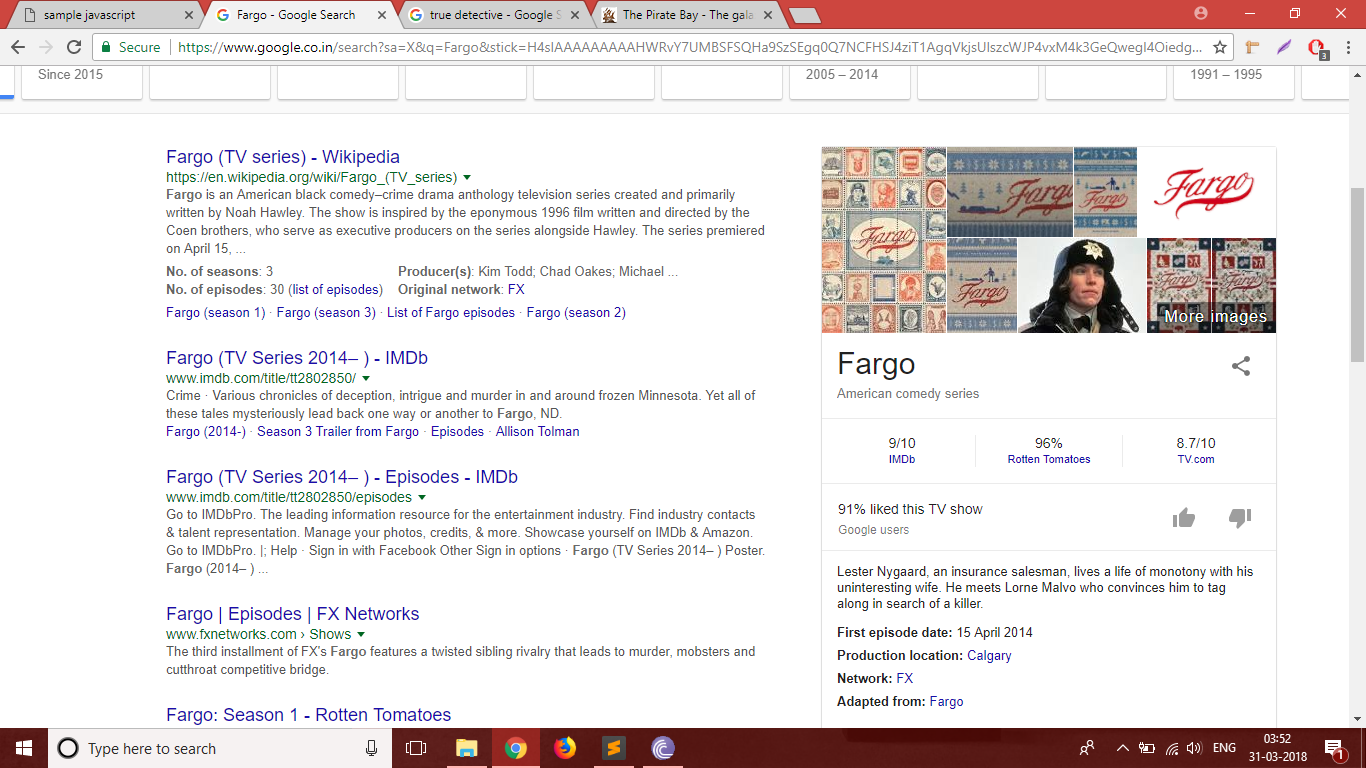 sample javascript
Fargo - Google Search
true detective - Google S
The Pirate Bay - The gala
Secure
https://www.google.co.in/search?sa=X&q=Fargo&stick=H4sIAAAAAAAAAHWRvY7UMBSFSQHa9SzSEgq0Q7NCFHSJ4ziT1AgqVkjsUIszcWJP4vxM4k3GeQwegI4Oiedg...
3
Since 2015
2005 – 2014
1991 – 1995
Fargo (TV series) - Wikipedia
https://en.wikipedia.org/wiki/Fargo_(TV_series)
Fargo is an American black comedy–crime drama anthology television series created and primarily
written by Noah Hawley. The show is inspired by the eponymous 1996 film written and directed by the
Coen brothers, who serve as executive producers on the series alongside Hawley. The series premiered
on April 15, ...
No. of seasons: 3 Producer(s): Kim Todd; Chad Oakes; Michael ...
No. of episodes: 30 (list of episodes) Original network: FX
Fargo (season 1) · Fargo (season 3) · List of Fargo episodes · Fargo (season 2)
Fargo (TV Series 2014– ) - IMDb
www.imdb.com/title/tt2802850/
Crime · Various chronicles of deception, intrigue and murder in and around frozen Minnesota. Yet all of
these tales mysteriously lead back one way or another to Fargo, ND.
Fargo (2014-) · Season 3 Trailer from Fargo · Episodes · Allison Tolman
Fargo (TV Series 2014– ) - Episodes - IMDb
www.imdb.com/title/tt2802850/episodes
Go to IMDbPro. The leading information resource for the entertainment industry. Find industry contacts
& talent representation. Manage your photos, credits, & more. Showcase yourself on IMDb & Amazon.
Go to IMDbPro. |; Help · Sign in with Facebook Other Sign in options · Fargo (TV Series 2014– ) Poster.
Fargo (2014– ) ...
Fargo | Episodes | FX Networks
www.fxnetworks.com › Shows
The third installment of FX's Fargo features a twisted sibling rivalry that leads to murder, mobsters and
cutthroat competitive bridge.
Fargo: Season 1 - Rotten Tomatoes
Fargo
Fargo
Fargo
Fargo
Fargo
Fargo
Fargo
More images
Fargo
American comedy series
9/10 96% 8.7/10
IMDb Rotten Tomatoes TV.com
91% liked this TV show
Google users
Lester Nygaard, an insurance salesman, lives a life of monotony with his
uninteresting wife. He meets Lorne Malvo who convinces him to tag
along in search of a killer.
First episode date: 15 April 2014
Production location: Calgary
Network: FX
Adapted from: Fargo
Type here to search
ENG
03:52
31-03-2018
1